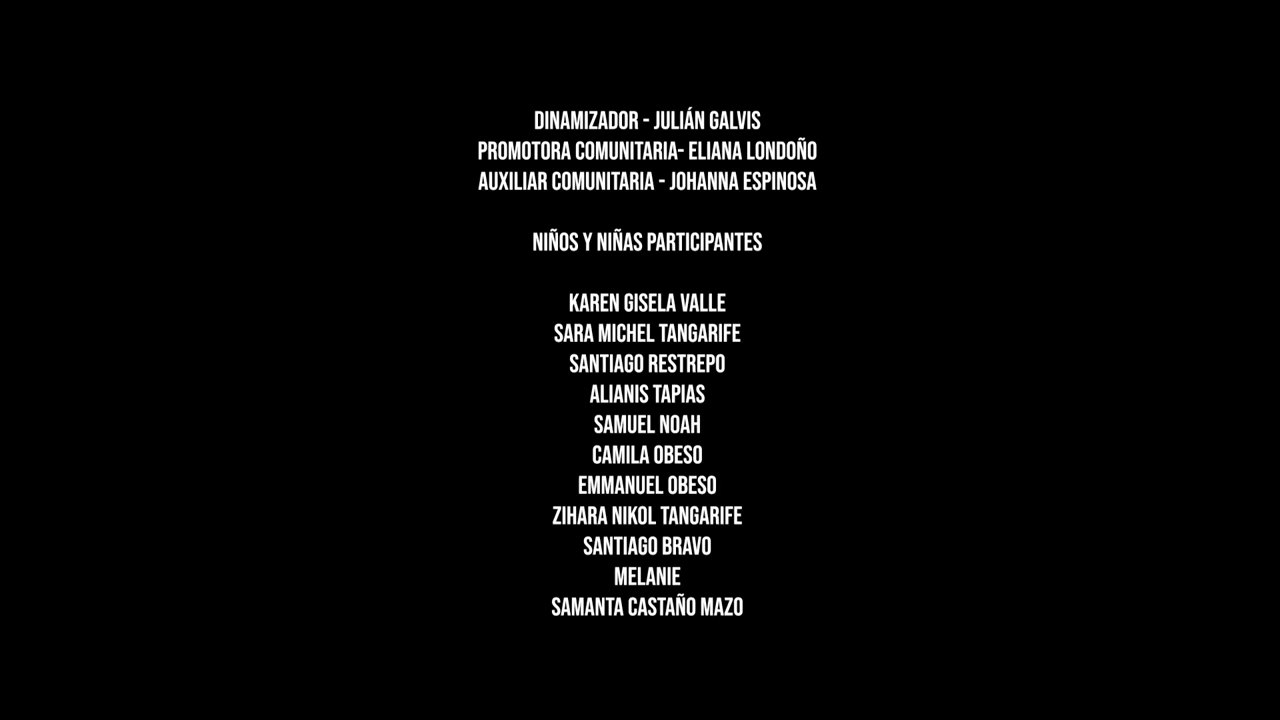 DINAMIZADOR - JULIÁN GALVIS
PROMOTORA COMUNITARIA- ELIANA LONDOÑO
AUXILIAR COMUNITARIA - JOHANNA ESPINOSA
NIÑOS Y NIÑAS PARTICIPANTES
KAREN GISELA VALLE
SARA MICHEL TANGARIFE
SANTIAGO RESTREPO
ALIANIS TAPIAS
SAMUEL NOAH
CAMILA OBESO
EMMANUEL OBESO
ZIHARA NIKOL TANGARIFE
SANTIAGO BRAVO
MELANIE
SAMANTA CASTAÑO MAZO